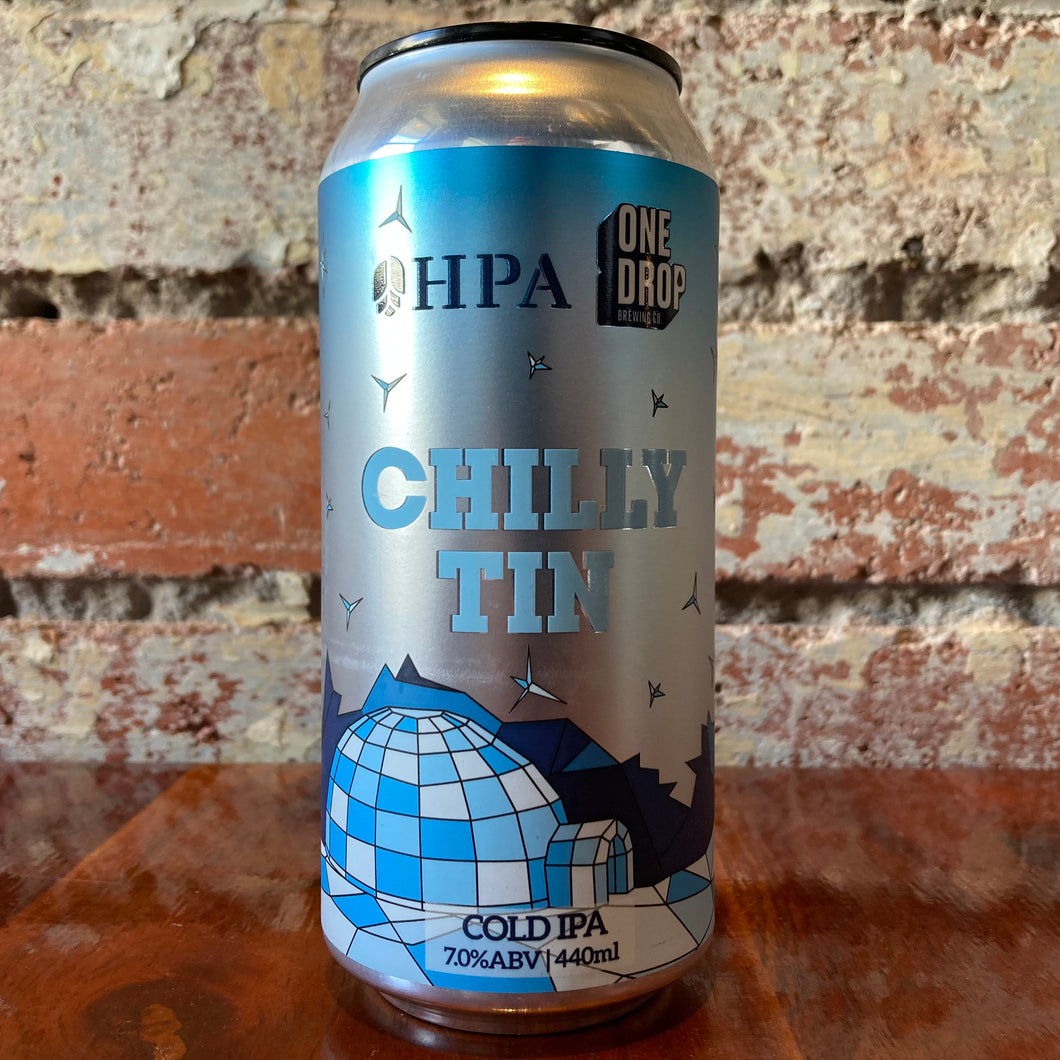 HPA
ONE
DROP
BREWING CO
CHILLY
TIN
COLD IPA
7.0%ABV | 440ml